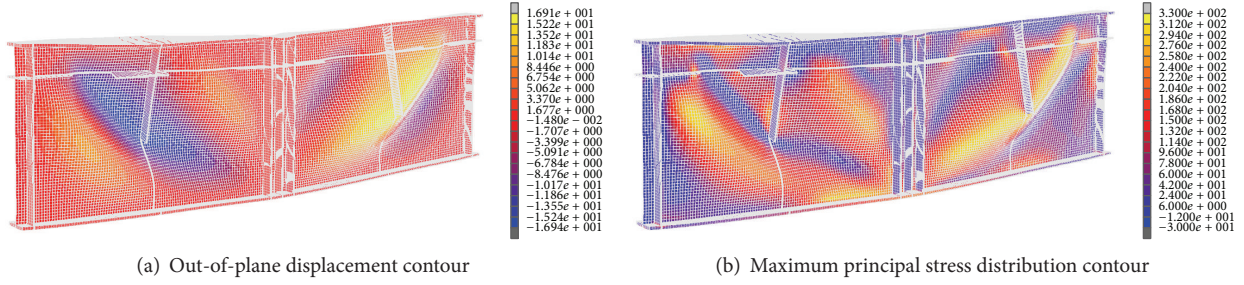 1.691e + 001
1.522e + 001
1.352e + 001
1.183e + 001
1.014e + 001
8.446e + 000
6.754e + 000
5.062e + 000
3.370e + 000
1.677e + 000
−1.480e − 002
−1.707e − 000
−3.399e + 000
−5.091e + 000
−6.784e + 000
−8.476e + 000
−1.017e + 001
−1.186e + 001
−1.355e + 001
−1.524e + 001
−1.694e + 001
(a) Out-of-plane displacement contour
3.300e + 002
2.940e + 002
2.760e + 002
2.580e + 002
2.400e + 002
2.220e + 002
2.040e + 002
1.860e + 002
1.680e + 002
1.500e + 002
1.320e + 002
1.140e + 002
9.600e + 001
7.800e + 001
6.000e + 001
4.200e + 001
2.400e + 001
6.000e + 000
−1.200e + 001
−3.000e + 001
(b) Maximum principal stress distribution contour